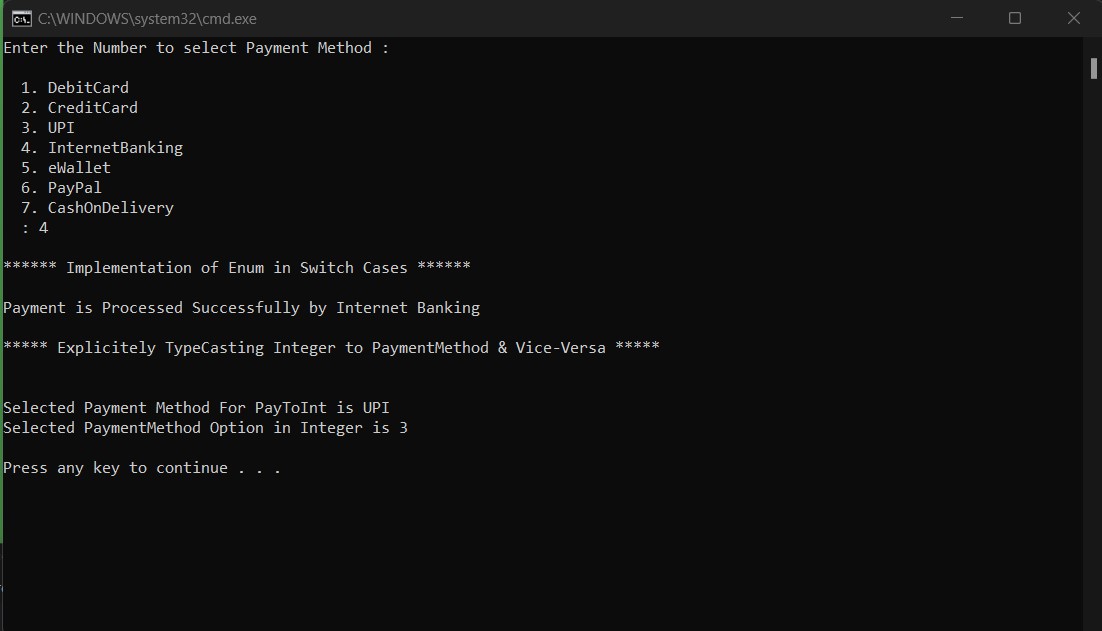 C:\WINDOWS\system32\cmd.exe
Enter the Number to select Payment Method :
1. DebitCard
2. CreditCard
3. UPI
4. InternetBanking
5. eWallet
6. PayPal
7. CashOnDelivery
: 4
****** Implementation of Enum in Switch Cases ******
Payment is Processed Successfully by Internet Banking
***** Explicitely TypeCasting Integer to PaymentMethod & Vice-Versa *****
Selected Payment Method For PayToInt is UPI
Selected PaymentMethod Option in Integer is 3
Press any key to continue . . .